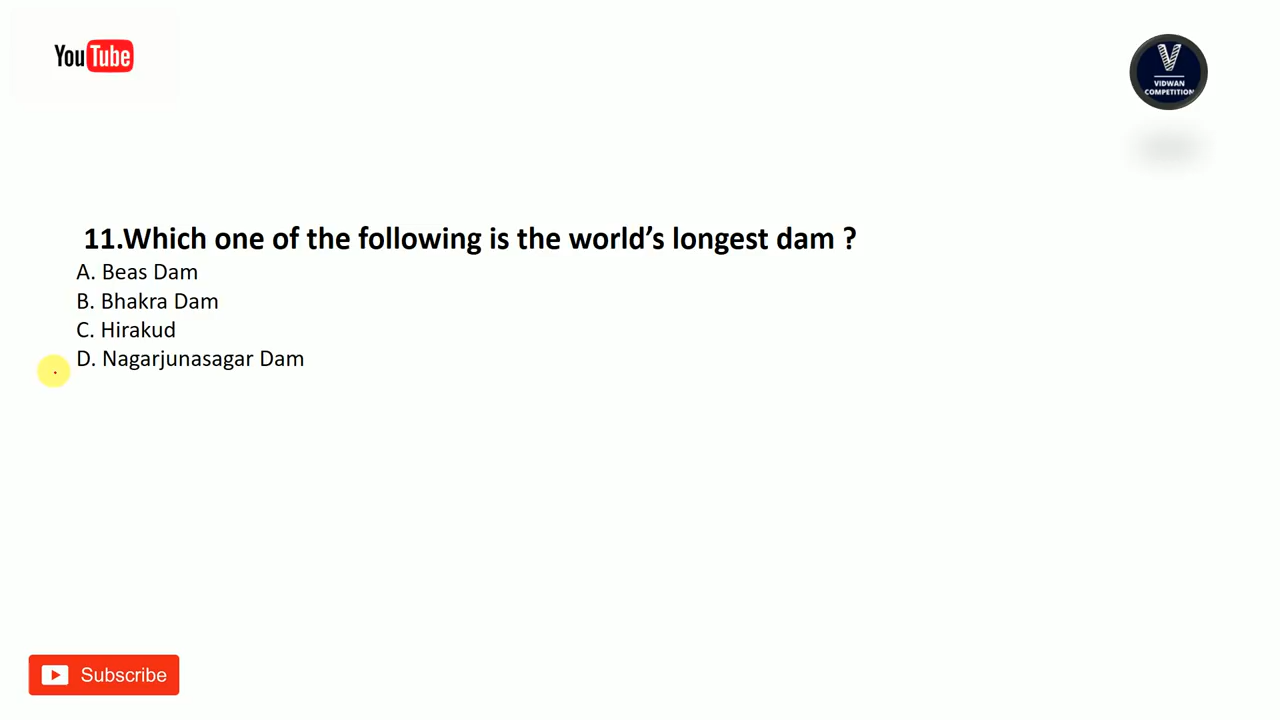 YouTube
V
VIDWAN
COMPETITION
11.Which one of the following is the world’s longest dam ?
A. Beas Dam
B. Bhakra Dam
C. Hirakud
D. Nagarjunasagar Dam
Subscribe